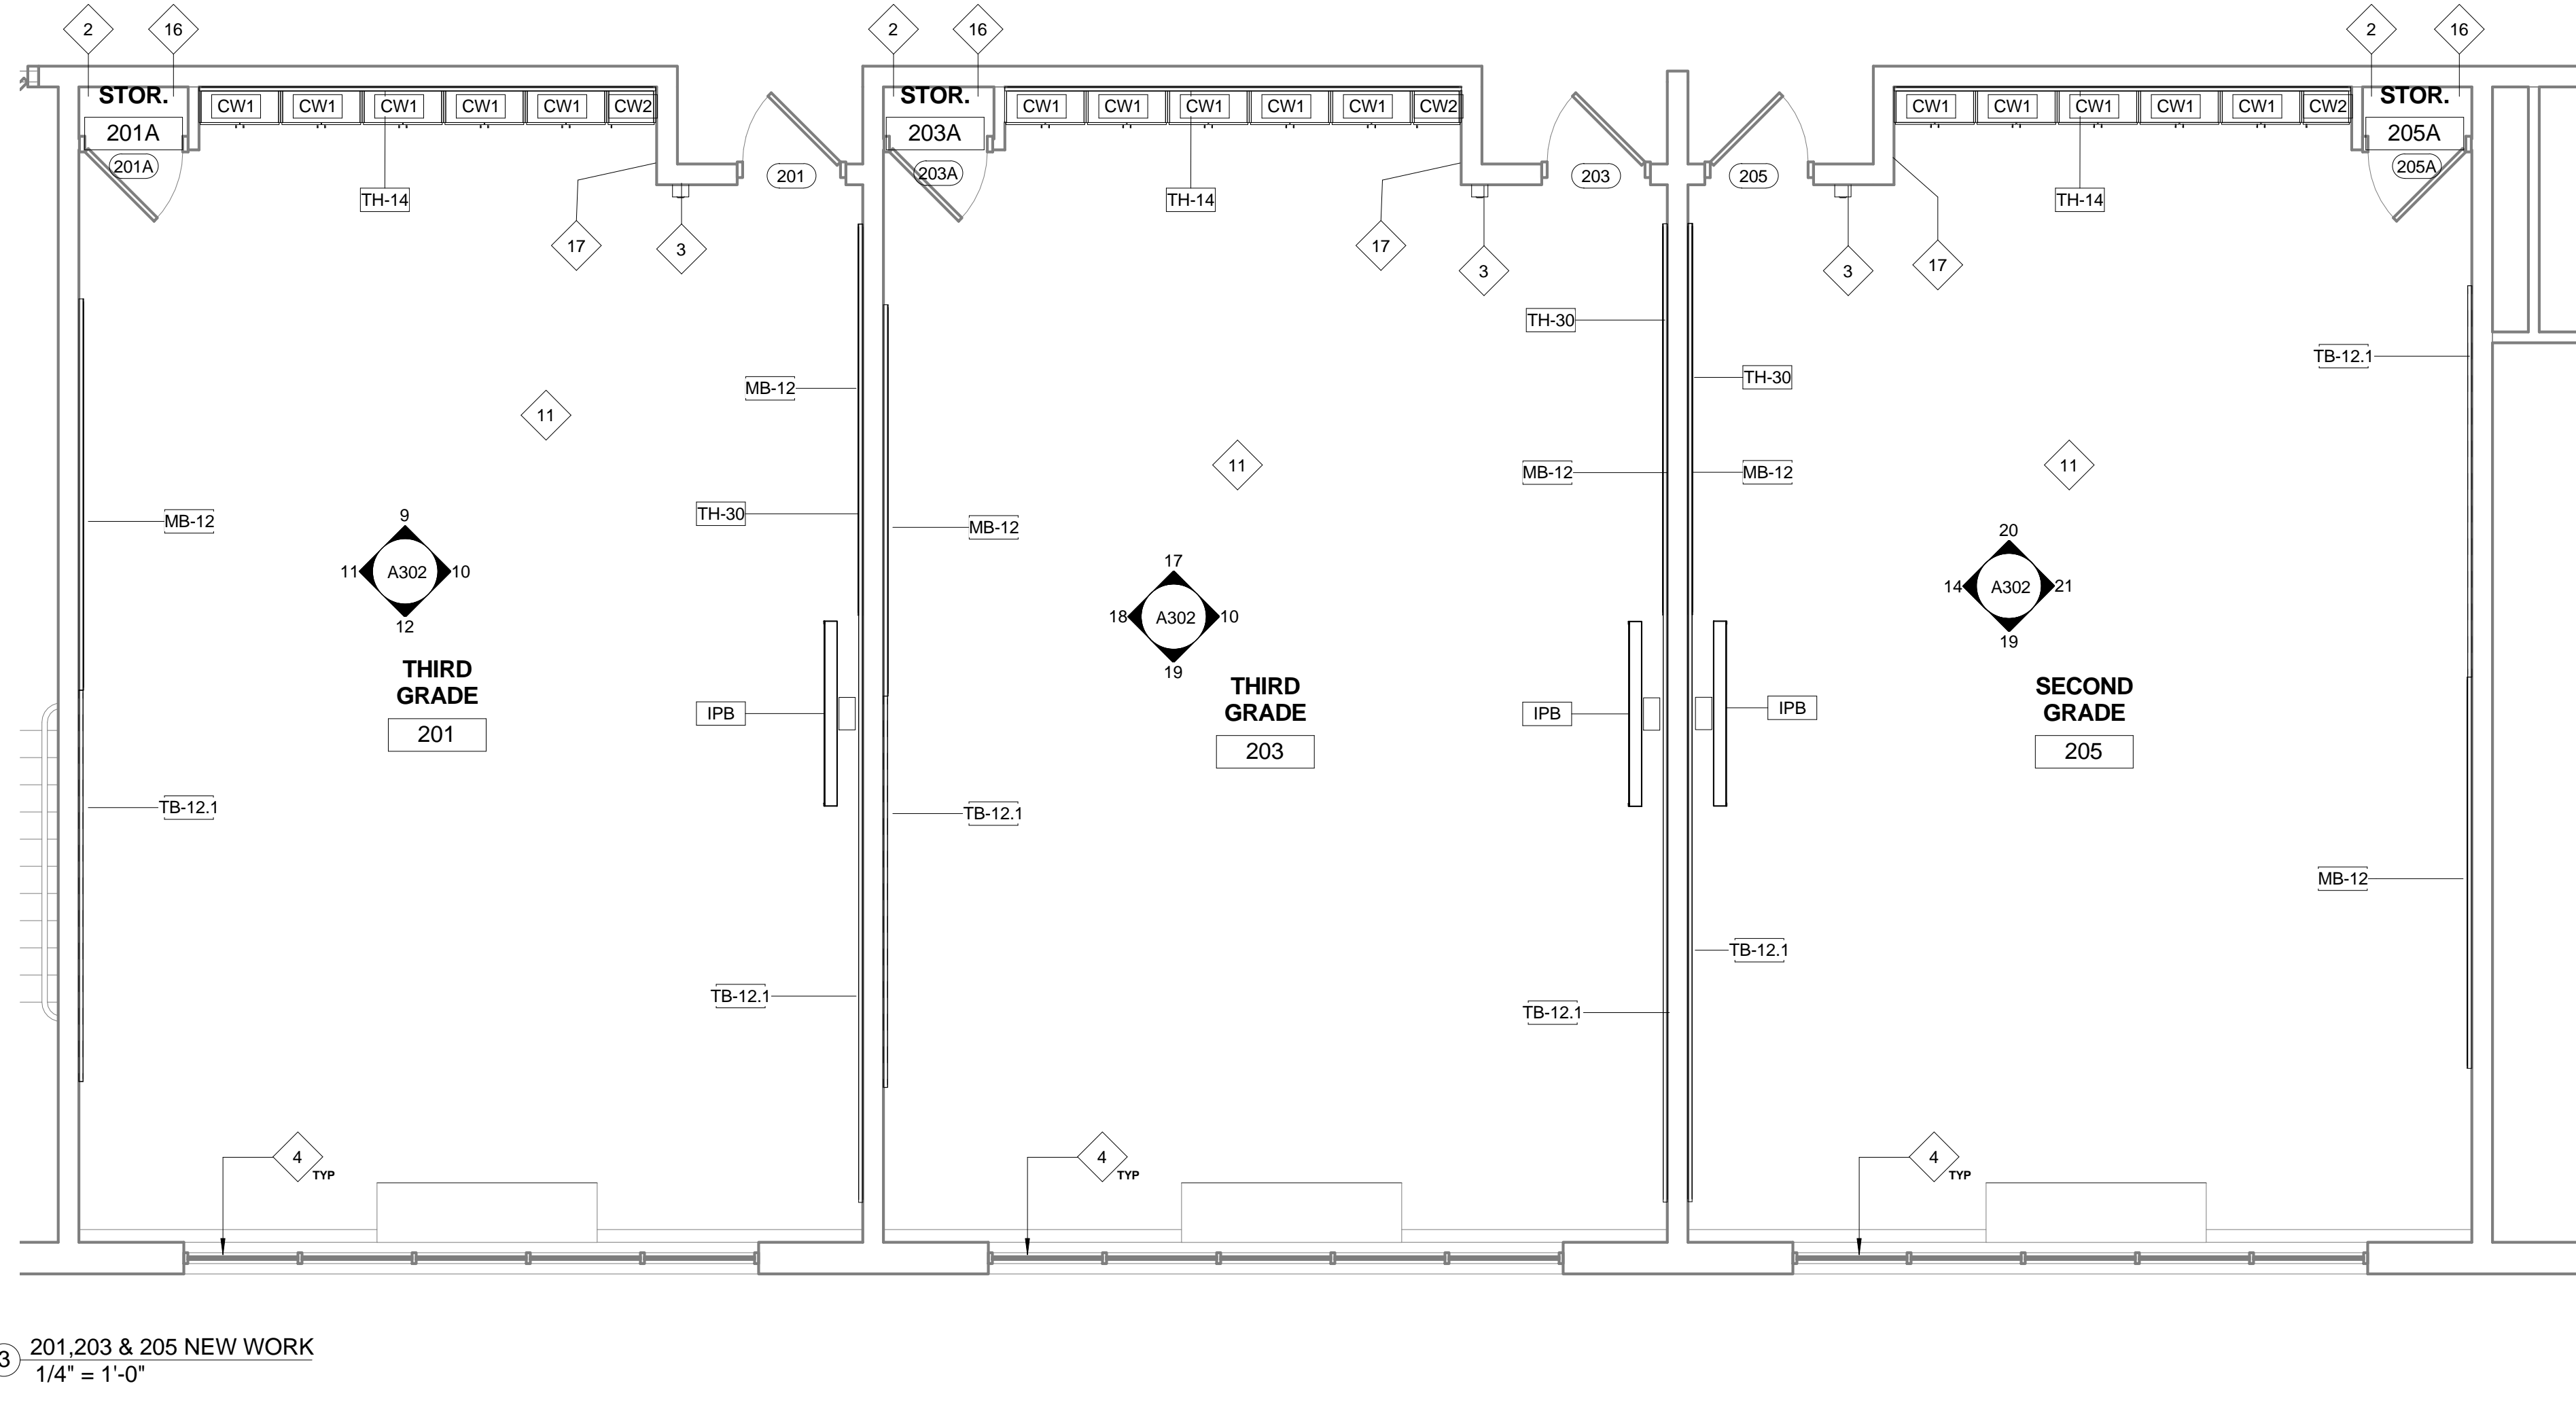 2 16 2 16 2 16
STOR. STOR. STOR.
CW1 CW1 CW1 CW1 CW1 CW2 CW1 CW1 CW1 CW1 CW1 CW2 CW1 CW1 CW1 CW1 CW1 CW2
201A 203A 205A
201A 203A 205A
201 203 205
TH-14 TH-14 TH-14
17 3 17 3 3 17
TH-30
TB-12.1
TH-30
MB-12
11
11 11
MB-12 MB-12
TH-30
MB-12 MB-12
9
11 A302 10
12
17
18 A302 10
19
20
14 A302 21
19
THIRD
GRADE
201
THIRD
GRADE
203
SECOND
GRADE
205
IPB IPB IPB
TB-12.1 TB-12.1
MB-12
TB-12.1
TB-12.1 TB-12.1
4 4 4
TYP TYP TYP
3 201,203 & 205 NEW WORK
1/4" = 1'-0"